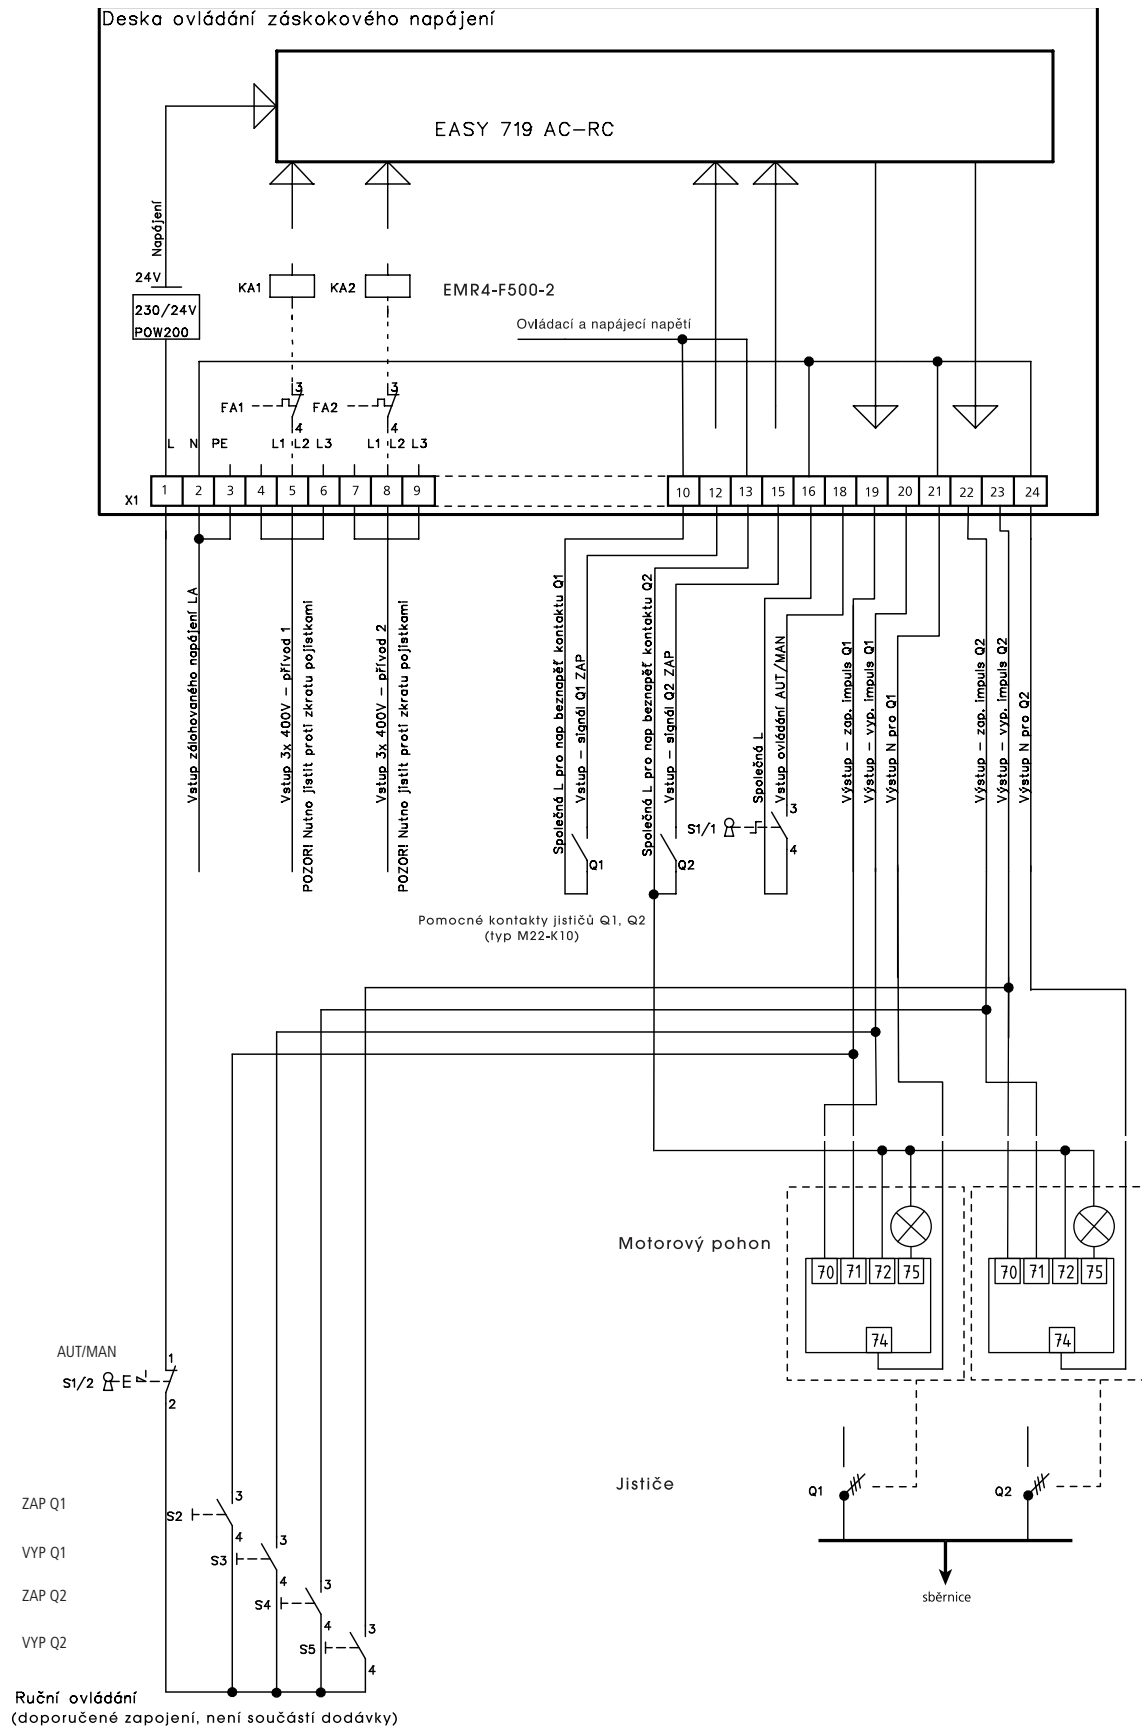 Deska ovládání záskokového napájení
EASY 719 AC-RC
Napájení
24V
230/24V
POW200
KA1
KA2
EMR4-F500-2
Ovládací a napájecí napětí
FA1
3
4
FA2
3
4
L
N
PE
L1
L2
L3
L1
L2
L3
X1
1
2
3
4
5
6
7
8
9
10
12
13
15
16
18
19
20
21
22
23
24
Vstup zálohovaného napájení LA
Vstup 3x 400V - přívod 1
POZOR! Nutno jistit proti zkratu pojistkami
Vstup 3x 400V - přívod 2
POZOR! Nutno jistit proti zkratu pojistkami
Společná L pro nap beznapěť kontaktu Q1
Vstup - signál Q1 ZAP
Společná L pro nap beznapěť kontaktu Q2
Vstup - signál Q2 ZAP
Společná L
Vstup ovládání AUT/MAN
Výstup - zap. impuls Q1
Výstup - vyp. impuls Q1
Výstup N pro Q1
Výstup - zap. impuls Q2
Výstup - vyp. impuls Q2
Výstup N pro Q2
Q1
Q2
S1/1
3
4
Pomocné kontakty jističů Q1, Q2
(typ M22-K10)
Motorový pohon
70
71
72
75
74
70
71
72
75
74
AUT/MAN
S1/2
E
1
2
Jističe
Q1
Q2
sběrnice
ZAP Q1
S2
3
4
VYP Q1
S3
3
4
ZAP Q2
S4
3
4
VYP Q2
S5
3
4
Ruční ovládání
(doporučené zapojení, není součástí dodávky)